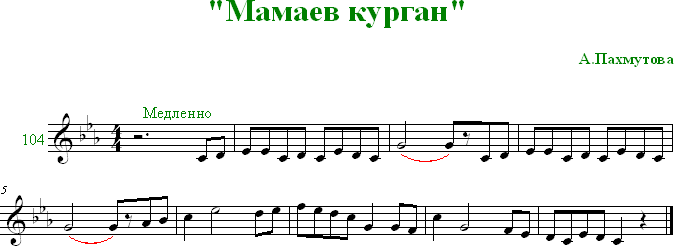 "Мамаев курган"
А.Пахмутова
Медленно
104
5